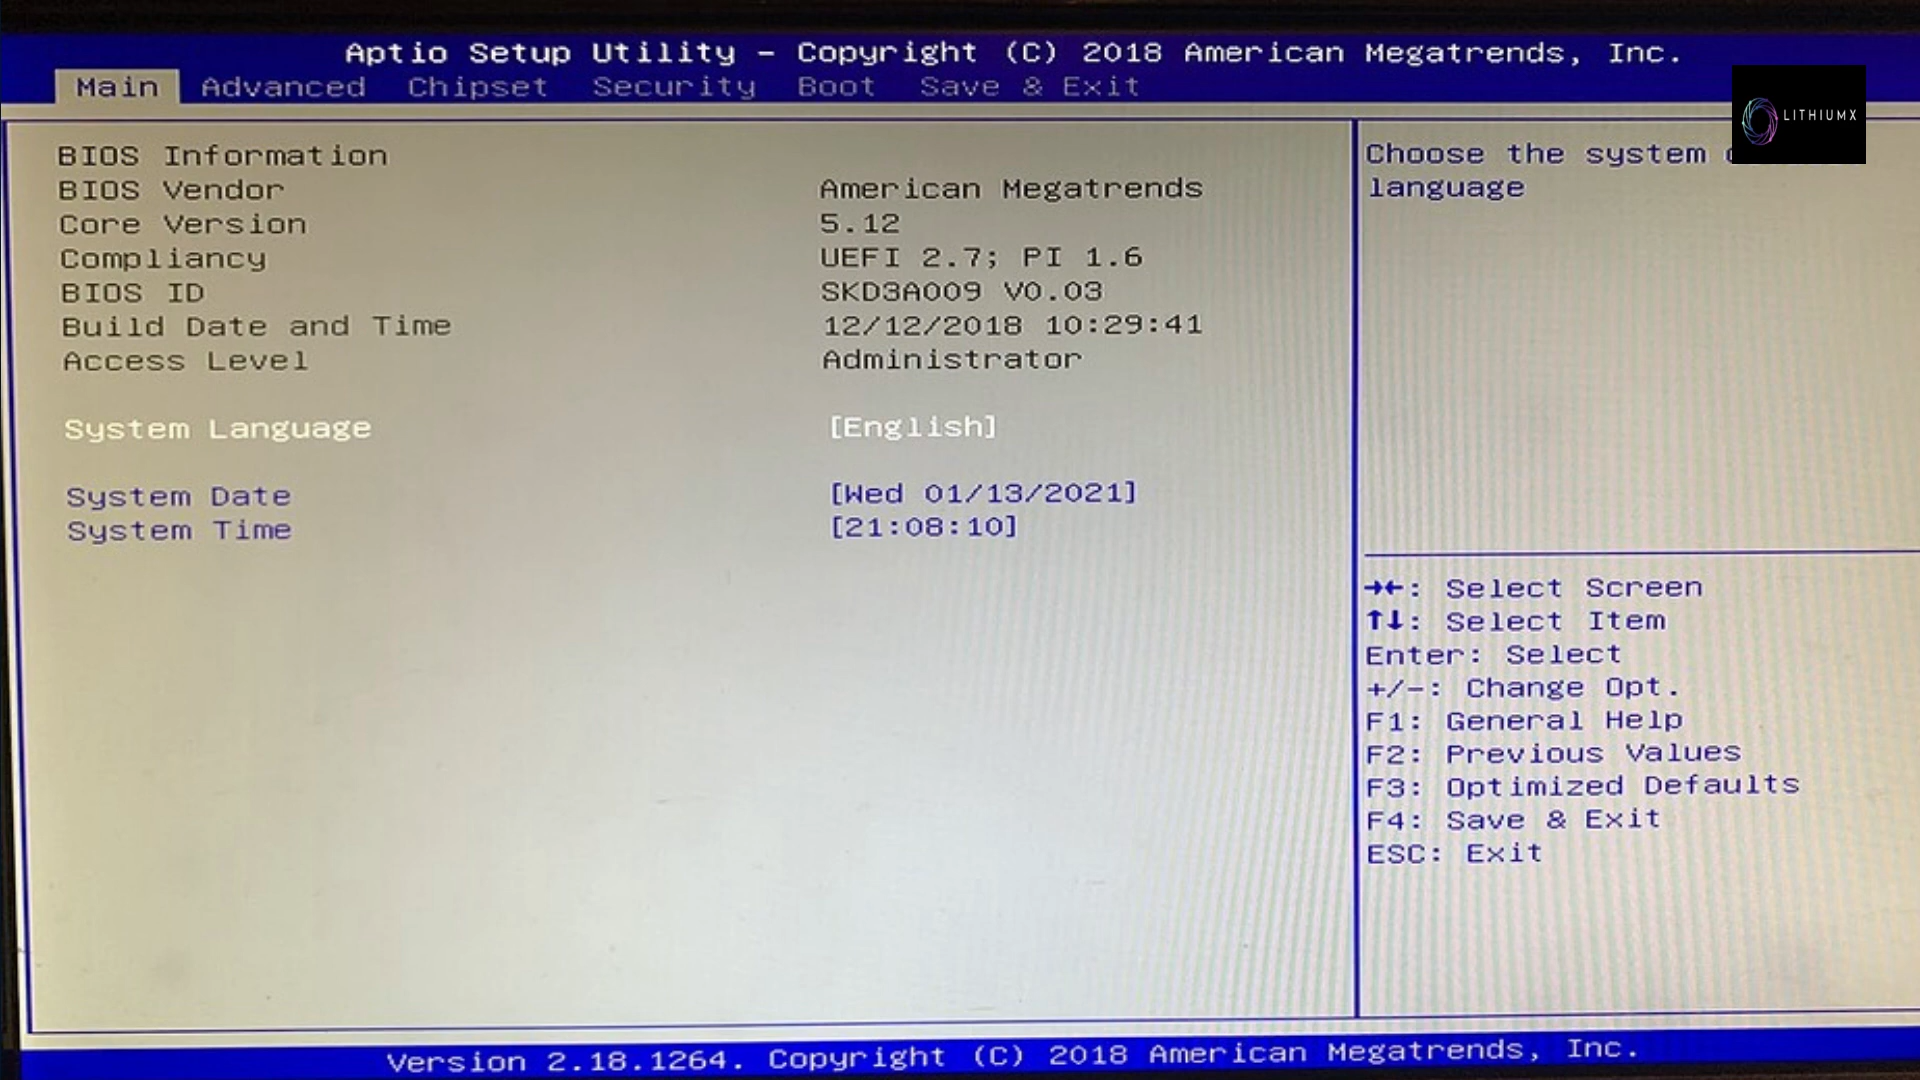 Aptio Setup Utility – Copyright (C) 2018 American Megatrends, Inc.
Main Advanced Chipset Security Boot Save & Exit
LITHIUMX
BIOS Information
BIOS Vendor American Megatrends
Core Version 5.12
Compliancy UEFI 2.7; PI 1.6
BIOS ID SKD3A009 V0.03
Build Date and Time 12/12/2018 10:29:41
Access Level Administrator
System Language [English]
System Date [Wed 01/13/2021]
System Time [21:08:10]
Choose the system
language
→←: Select Screen
↑↓: Select Item
Enter: Select
+/-: Change Opt.
F1: General Help
F2: Previous Values
F3: Optimized Defaults
F4: Save & Exit
ESC: Exit
Version 2.18.1264. Copyright (C) 2018 American Megatrends, Inc.